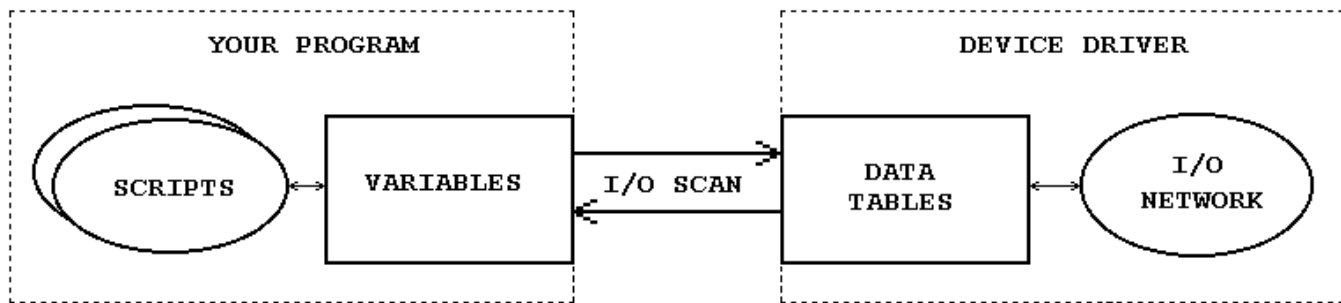 YOUR PROGRAM
DEVICE DRIVER
SCRIPTS
VARIABLES
I/O SCAN
DATA
TABLES
I/O
NETWORK